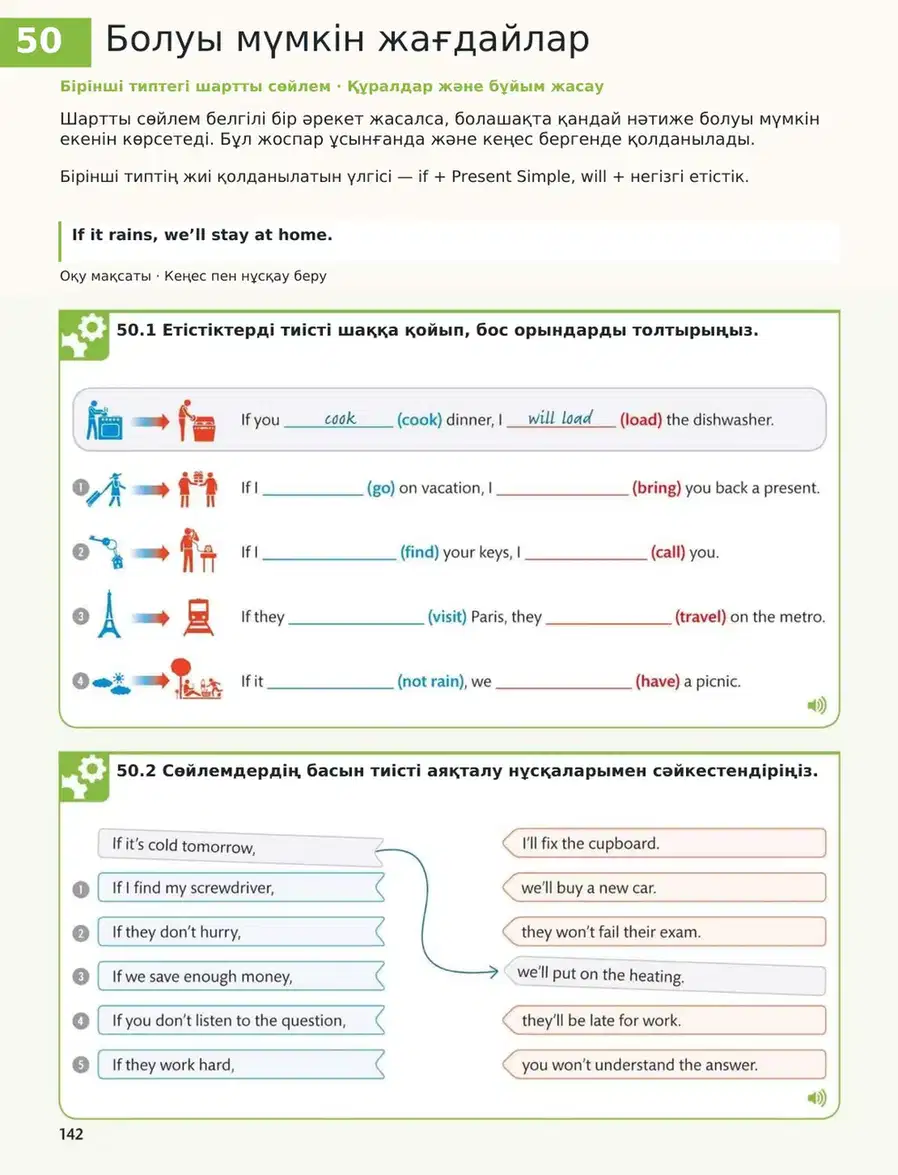 50
Болуы мүмкін жағдайлар
Бірінші типтегі шартты сөйлем · Құралдар және бұйым жасау
Шартты сөйлем белгілі бір әрекет жасалса, болашақта қандай нәтиже болуы мүмкін
екенін көрсетеді. Бұл жоспар ұсынғанда және кеңес бергенде қолданылады.
Бірінші типтің жиі қолданылатын үлгісі — if + Present Simple, will + негізгі етістік.
If it rains, we’ll stay at home.
Оқу мақсаты · Кеңес пен нұсқау беру
50.1 Етістіктерді тиісті шаққа қойып, бос орындарды толтырыңыз.
If you cook (cook) dinner, I will load (load) the dishwasher.
1 If I ____________ (go) on vacation, I ____________ (bring) you back a present.
2 If I ____________ (find) your keys, I ____________ (call) you.
3 If they ____________ (visit) Paris, they ____________ (travel) on the metro.
4 If it ____________ (not rain), we ____________ (have) a picnic.
50.2 Сөйлемдердің басын тиісті аяқталу нұсқаларымен сәйкестендіріңіз.
If it’s cold tomorrow,
1 If I find my screwdriver,
2 If they don’t hurry,
3 If we save enough money,
4 If you don’t listen to the question,
5 If they work hard,
I’ll fix the cupboard.
we’ll buy a new car.
they won’t fail their exam.
we’ll put on the heating.
they’ll be late for work.
you won’t understand the answer.
142